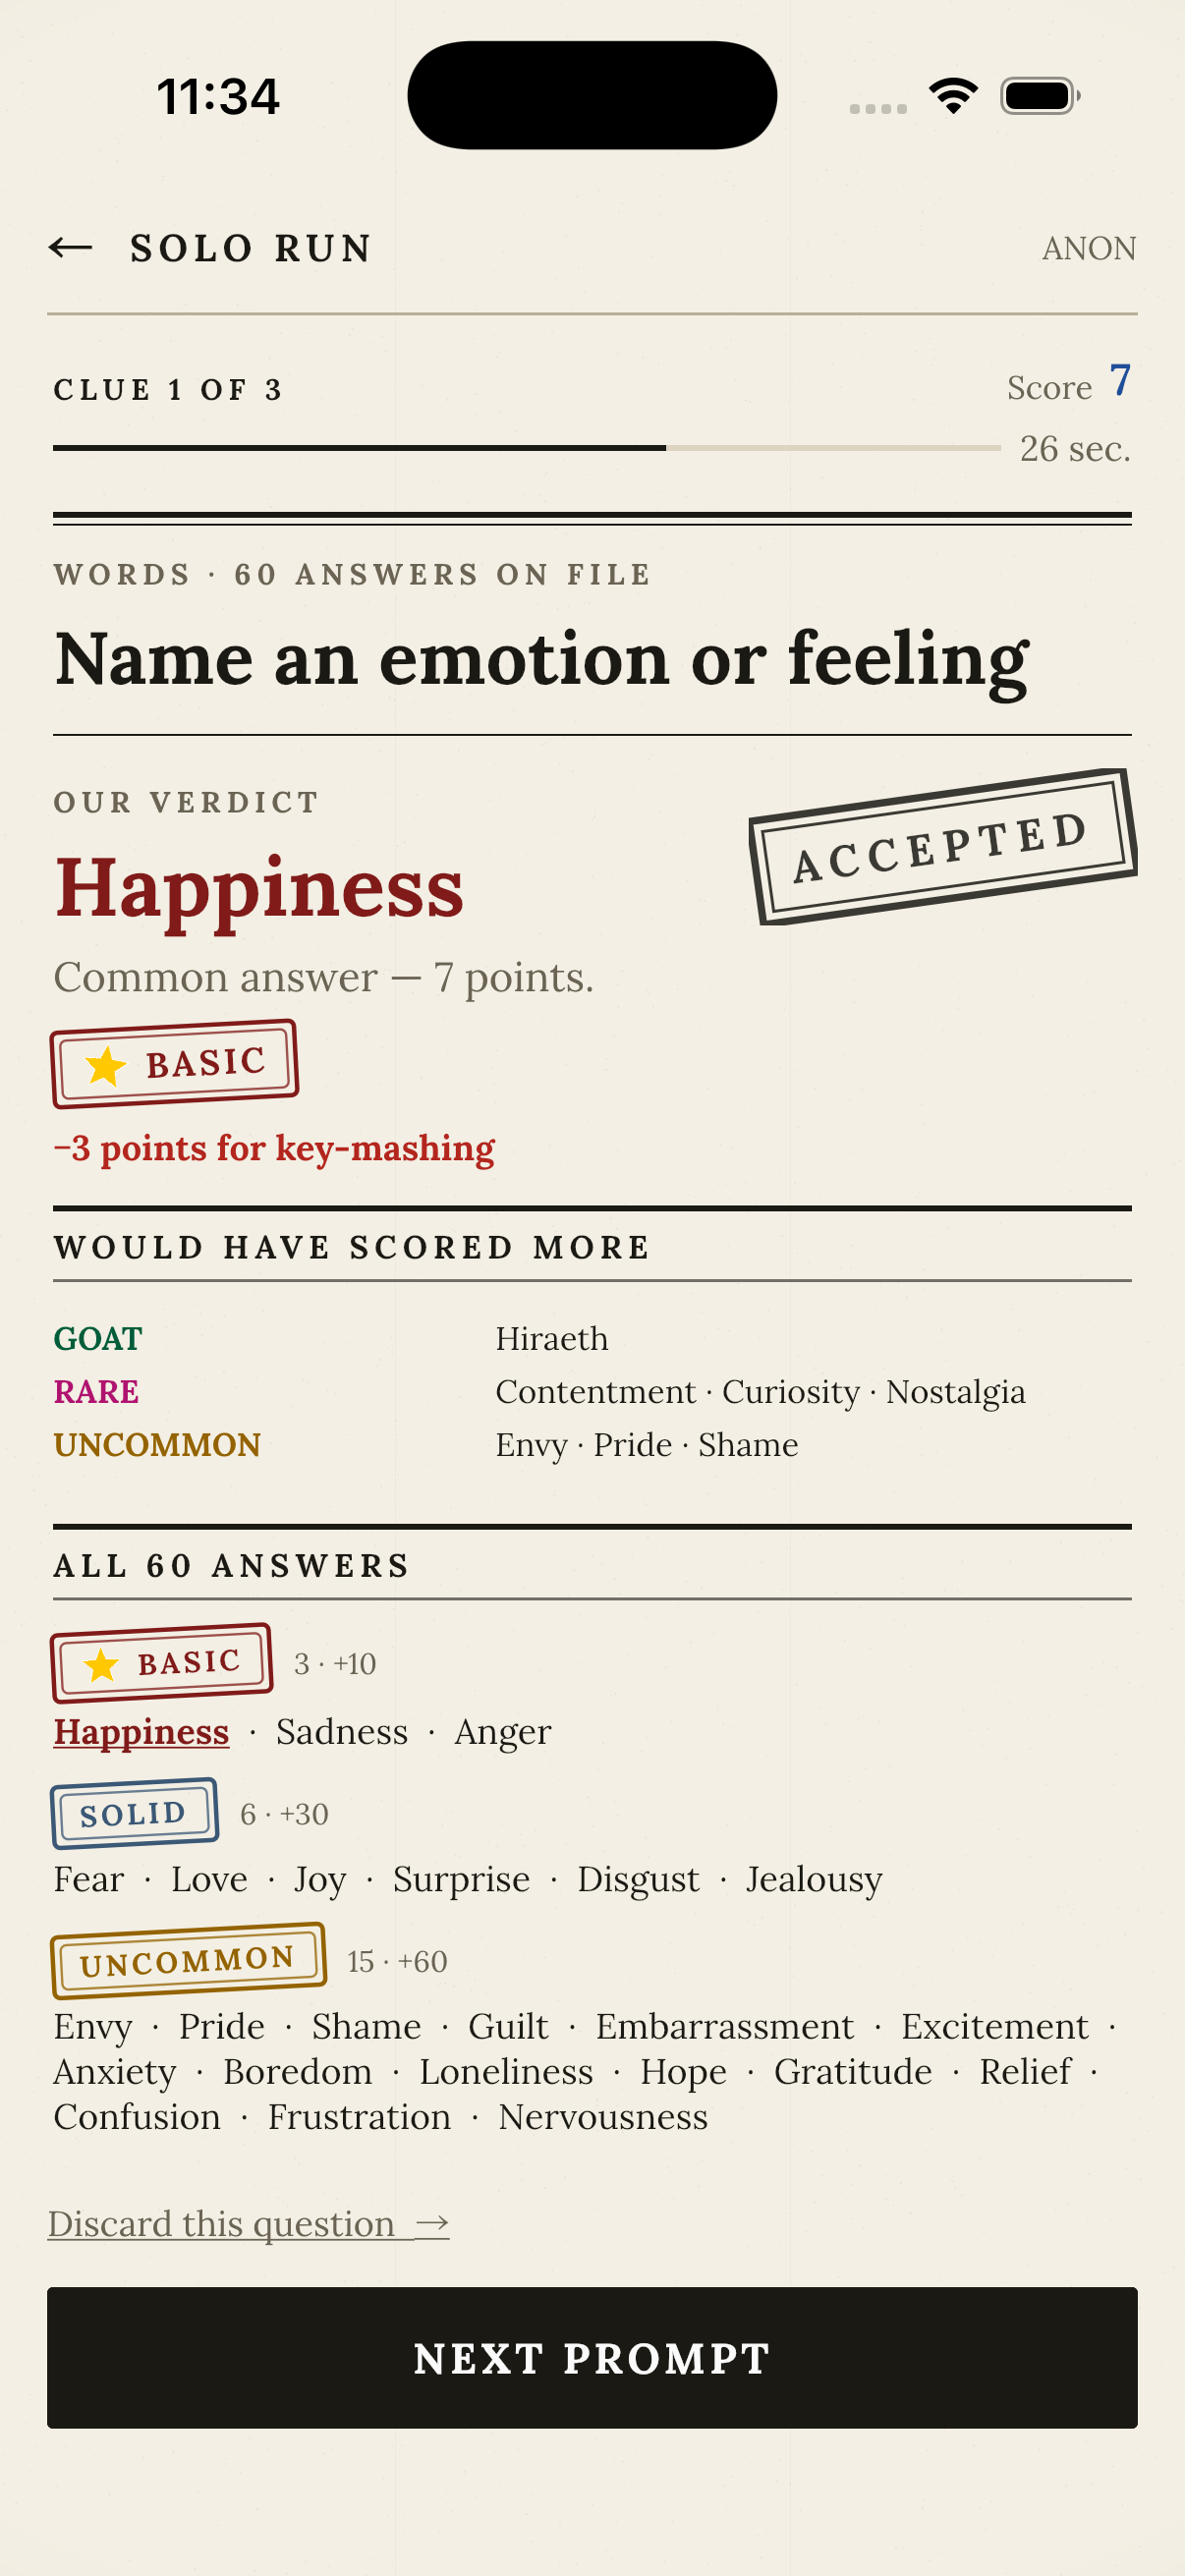 11:34
← SOLO RUN ANON
CLUE 1 OF 3 Score 7
26 sec.
WORDS · 60 ANSWERS ON FILE
Name an emotion or feeling
OUR VERDICT
ACCEPTED
Happiness
Common answer — 7 points.
BASIC
−3 points for key-mashing
WOULD HAVE SCORED MORE
GOAT Hiraeth
RARE Contentment · Curiosity · Nostalgia
UNCOMMON Envy · Pride · Shame
ALL 60 ANSWERS
BASIC 3 · +10
Happiness · Sadness · Anger
SOLID 6 · +30
Fear · Love · Joy · Surprise · Disgust · Jealousy
UNCOMMON 15 · +60
Envy · Pride · Shame · Guilt · Embarrassment · Excitement ·
Anxiety · Boredom · Loneliness · Hope · Gratitude · Relief ·
Confusion · Frustration · Nervousness
Discard this question →
NEXT PROMPT